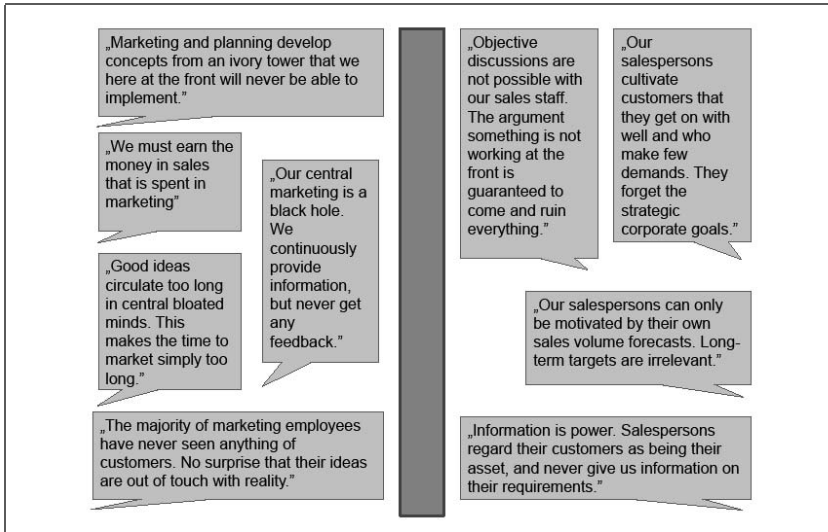 „Marketing and planning develop
concepts from an ivory tower that we
here at the front will never be able to
implement.”
„We must earn the
money in sales
that is spent in
marketing”
„Our central
marketing is a
black hole.
We
continuously
provide
information,
but never get
any
feedback.”
„Good ideas
circulate too long
in central bloated
minds. This
makes the time to
market simply too
long.”
„The majority of marketing employees
have never seen anything of
customers. No surprise that their ideas
are out of touch with reality.”
„Objective
discussions are
not possible with
our sales staff.
The argument
something is not
working at the
front is
guaranteed to
come and ruin
everything.”
„Our
salespersons
cultivate
customers that
they get on with
well and who
make few
demands. They
forget the
strategic
corporate goals.”
„Our salespersons can only
be motivated by their own
sales volume forecasts. Long-
term targets are irrelevant.”
„Information is power. Salespersons
regard their customers as being their
asset, and never give us information on
their requirements.”